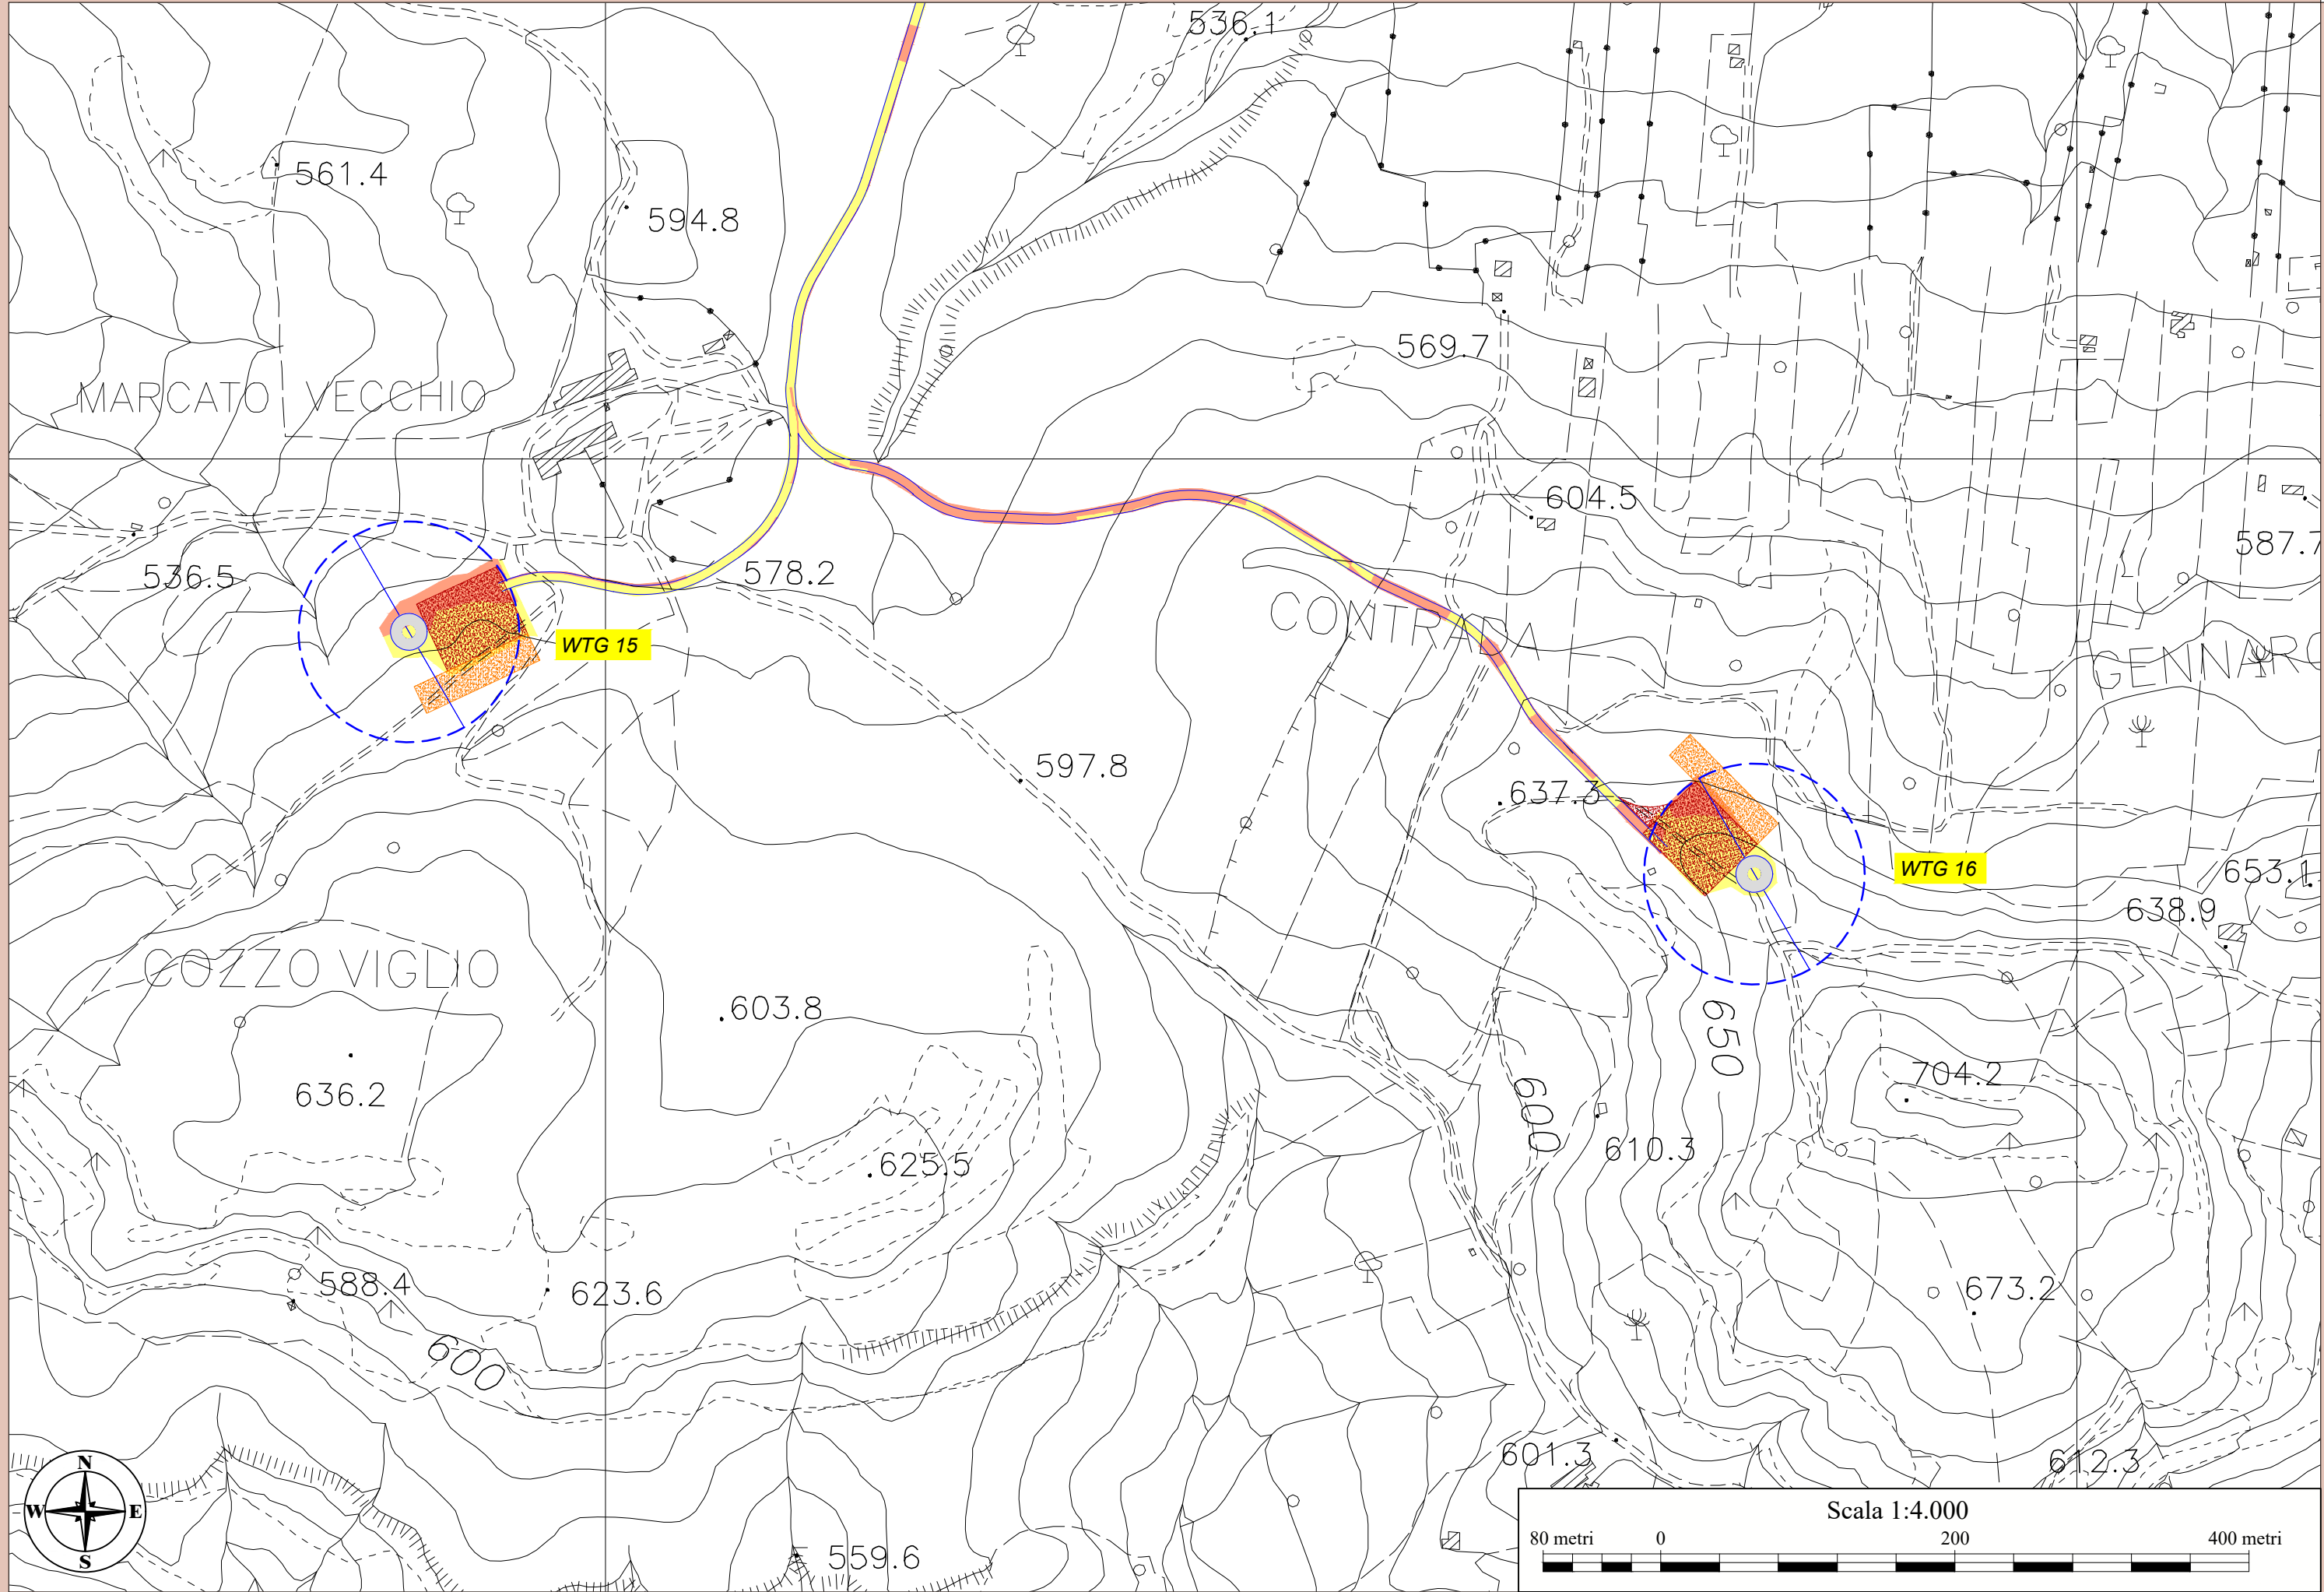 536.1
561.4
594.8
569.7
MARCATO VECCHIO
604.5
587.7
536.5
578.2
CONTRADA
GENNARO
WTG 15
597.8
637.3
WTG 16
653.1
638.9
COZZO VIGLIO
603.8
650
704.2
636.2
600
610.3
625.5
588.4
623.6
673.2
600
601.3
612.3
559.6
N
W E
S
Scala 1:4.000
80 metri 0 200 400 metri